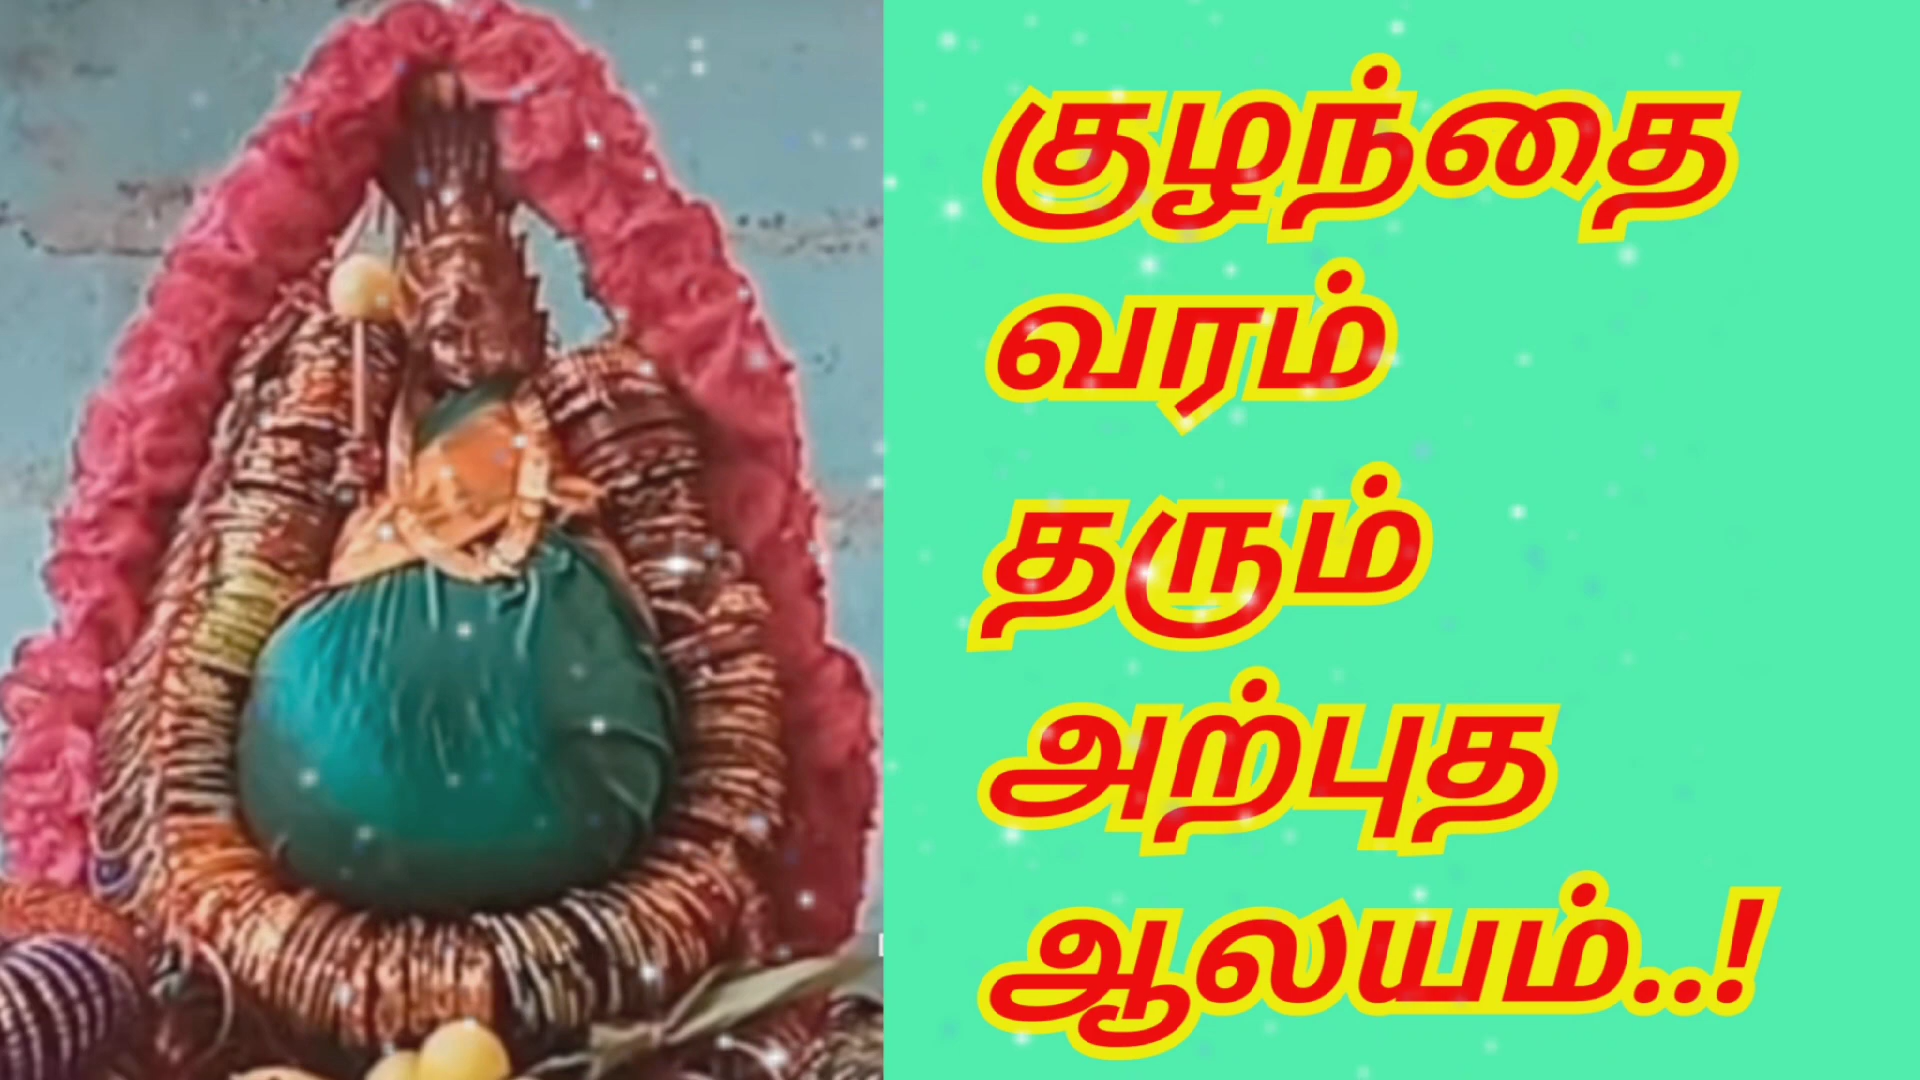 குழந்தை
வரம்
தரும்
அற்புத
ஆலயம்..!